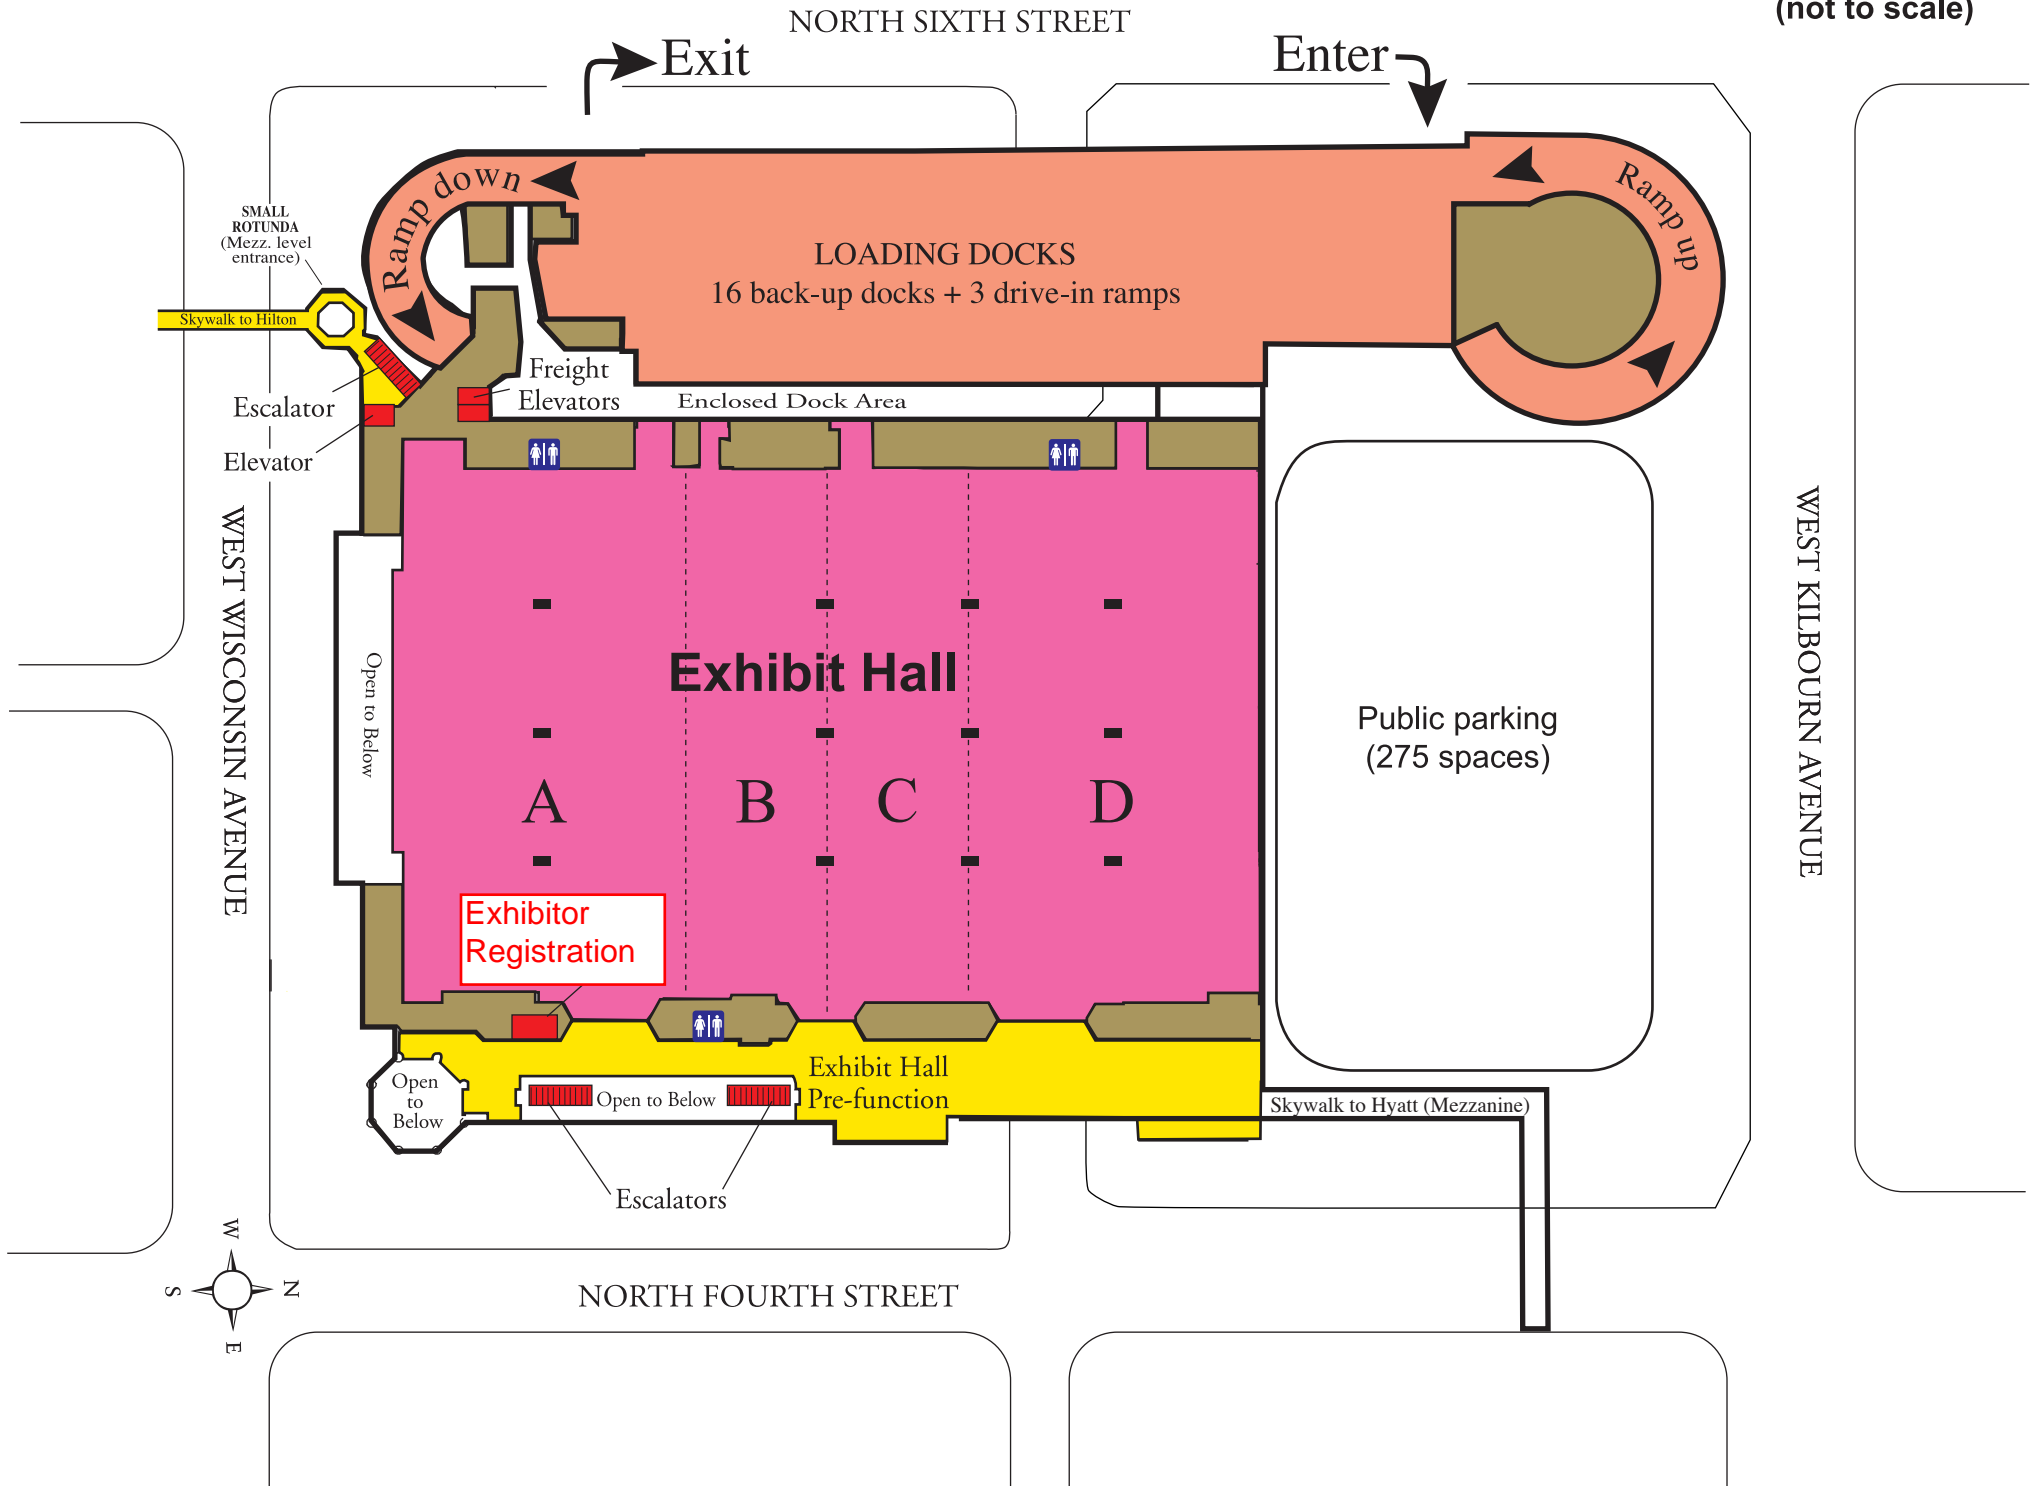 (not to scale)
NORTH SIXTH STREET
Exit
Enter
Ramp down
Ramp up
SMALL
ROTUNDA
(Mezz. level
entrance)
LOADING DOCKS
16 back-up docks + 3 drive-in ramps
Skywalk to Hilton
Freight
Elevators
Escalator
Enclosed Dock Area
Elevator
WEST WISCONSIN AVENUE
WEST KILBOURN AVENUE
Open to Below
Exhibit Hall
Public parking
(275 spaces)
A
B
C
D
Exhibitor
Registration
Open
to
Below
Open to Below
Exhibit Hall
Pre-function
Skywalk to Hyatt (Mezzanine)
Escalators
W
S
N
E
NORTH FOURTH STREET